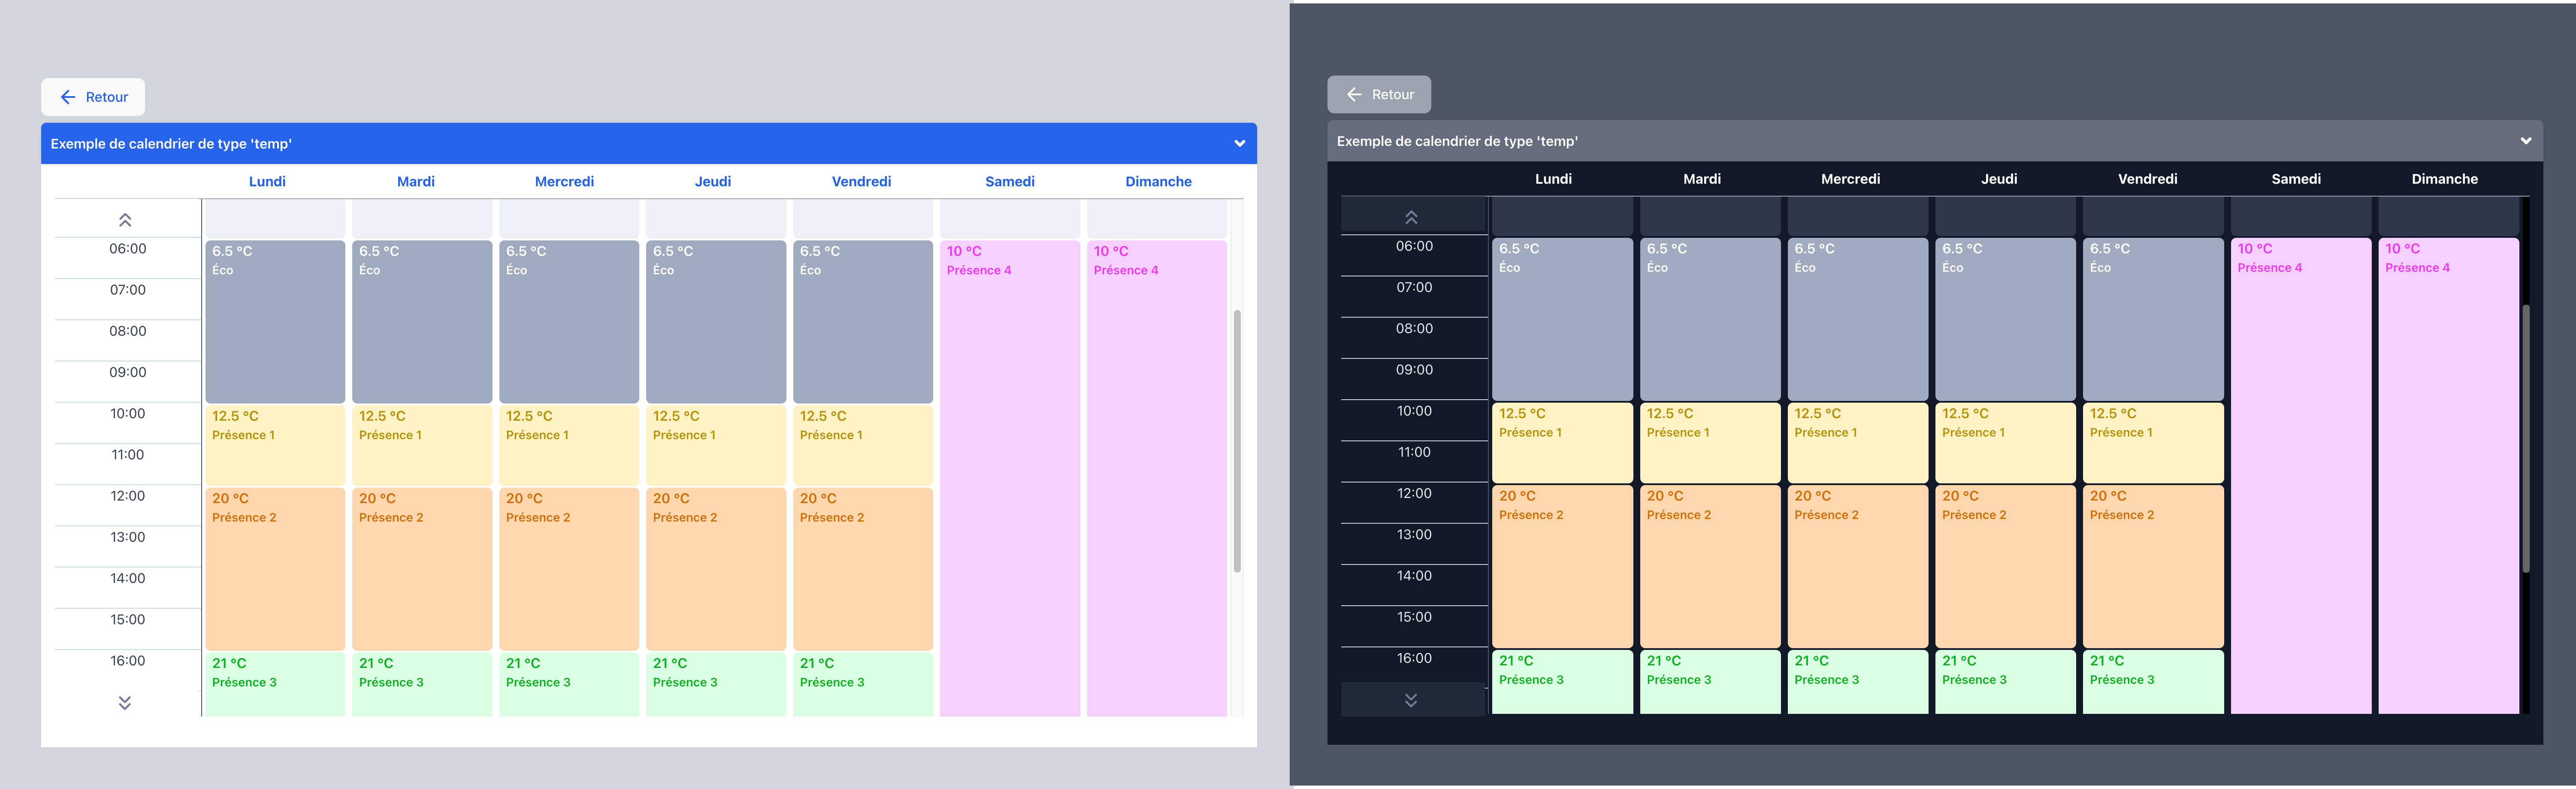 Retour
Exemple de calendrier de type 'temp'
Lundi Mardi Mercredi Jeudi Vendredi Samedi Dimanche
06:00 6.5 °C 6.5 °C 6.5 °C 6.5 °C 6.5 °C 10 °C 10 °C
Éco Éco Éco Éco Éco Présence 4 Présence 4
07:00
08:00
09:00
10:00 12.5 °C 12.5 °C 12.5 °C 12.5 °C 12.5 °C
Présence 1 Présence 1 Présence 1 Présence 1 Présence 1
11:00
12:00 20 °C 20 °C 20 °C 20 °C 20 °C
Présence 2 Présence 2 Présence 2 Présence 2 Présence 2
13:00
14:00
15:00
16:00 21 °C 21 °C 21 °C 21 °C 21 °C
Présence 3 Présence 3 Présence 3 Présence 3 Présence 3
Retour
Exemple de calendrier de type 'temp'
Lundi Mardi Mercredi Jeudi Vendredi Samedi Dimanche
06:00 6.5 °C 6.5 °C 6.5 °C 6.5 °C 6.5 °C 10 °C 10 °C
Éco Éco Éco Éco Éco Présence 4 Présence 4
07:00
08:00
09:00
10:00 12.5 °C 12.5 °C 12.5 °C 12.5 °C 12.5 °C
Présence 1 Présence 1 Présence 1 Présence 1 Présence 1
11:00
12:00 20 °C 20 °C 20 °C 20 °C 20 °C
Présence 2 Présence 2 Présence 2 Présence 2 Présence 2
13:00
14:00
15:00
16:00 21 °C 21 °C 21 °C 21 °C 21 °C
Présence 3 Présence 3 Présence 3 Présence 3 Présence 3